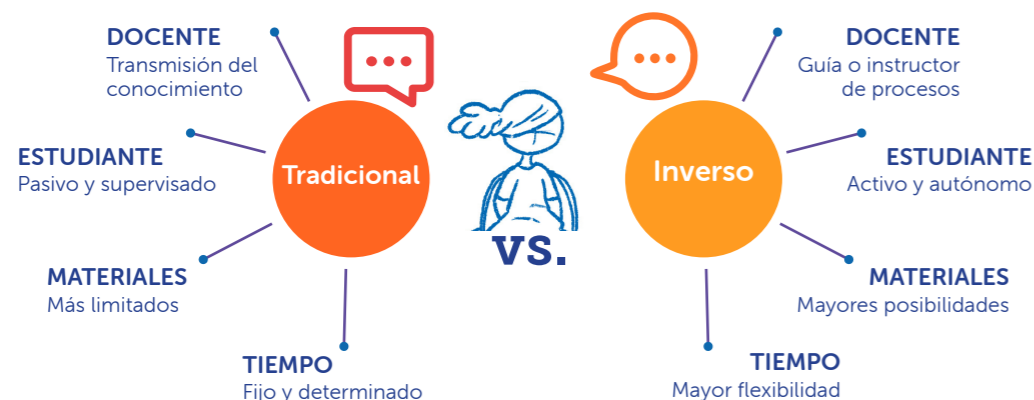 DOCENTE
Transmisión del
conocimiento
ESTUDIANTE
Pasivo y supervisado
MATERIALES
Más limitados
TIEMPO
Fijo y determinado
Tradicional
vs.
Inverso
DOCENTE
Guía o instructor
de procesos
ESTUDIANTE
Activo y autónomo
MATERIALES
Mayores posibilidades
TIEMPO
Mayor flexibilidad